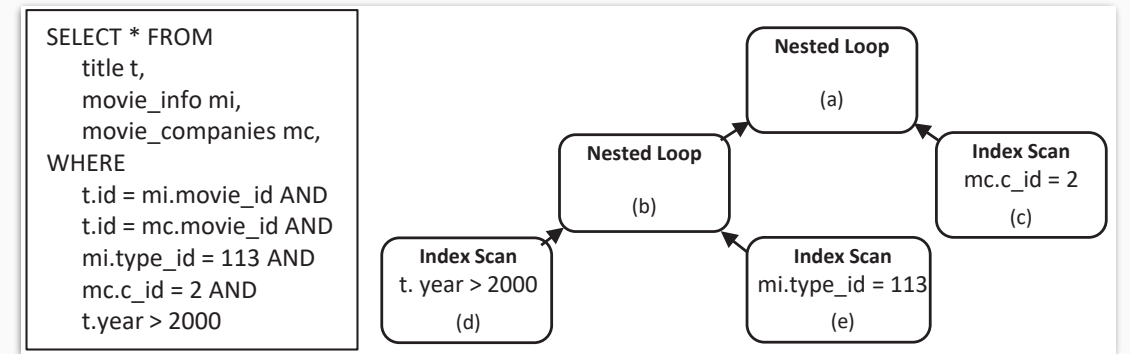 SELECT * FROM
title t,
movie_info mi,
movie_companies mc,
WHERE
t.id = mi.movie_id AND
t.id = mc.movie_id AND
mi.type_id = 113 AND
mc.c_id = 2 AND
t.year > 2000
Nested Loop
(a)
Nested Loop
(b)
Index Scan
mc.c_id = 2
(c)
Index Scan
t. year > 2000
(d)
Index Scan
mi.type_id = 113
(e)